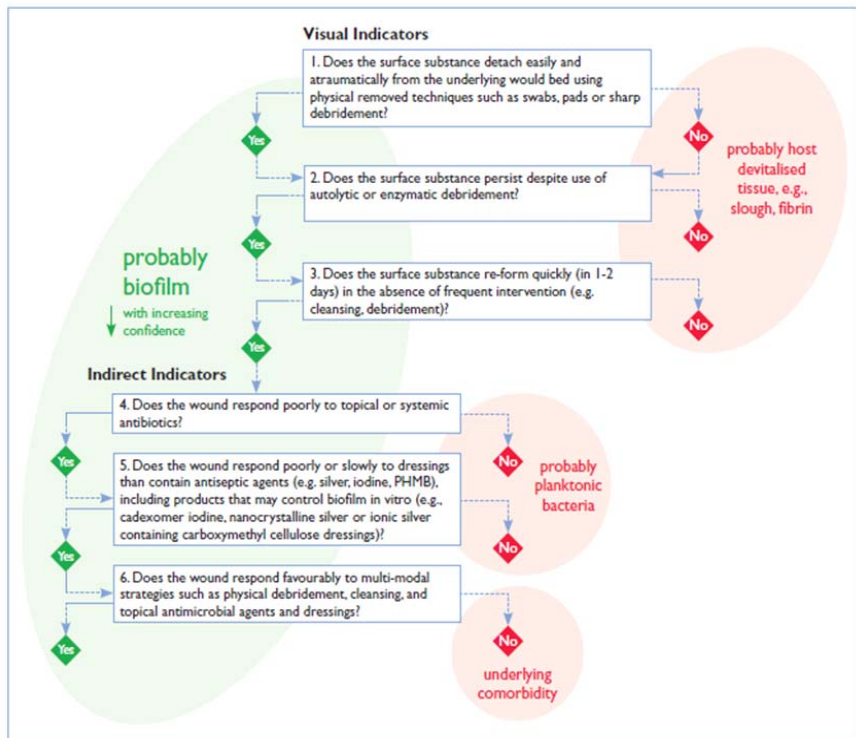 Visual Indicators
1. Does the surface substance detach easily and
atraumatically from the underlying would bed using
physical removed techniques such as swabs, pads or sharp
debridement?
Yes
No
probably host
devitalised
tissue, e.g.,
slough, fibrin
2. Does the surface substance persist despite use of
autolytic or enzymatic debridement?
Yes
No
probably
biofilm
with increasing
confidence
3. Does the surface substance re-form quickly (in 1-2
days) in the absence of frequent intervention (e.g.
cleansing, debridement)?
Yes
No
Indirect Indicators
4. Does the wound respond poorly to topical or systemic
antibiotics?
Yes
No
probably
planktonic
bacteria
5. Does the wound respond poorly or slowly to dressings
than contain antiseptic agents (e.g. silver, iodine, PHMB),
including products that may control biofilm in vitro (e.g.,
cadexomer iodine, nanocrystalline silver or ionic silver
containing carboxymethyl cellulose dressings)?
Yes
No
6. Does the wound respond favourably to multi-modal
strategies such as physical debridement, cleansing, and
topical antimicrobial agents and dressings?
Yes
No
underlying
comorbidity